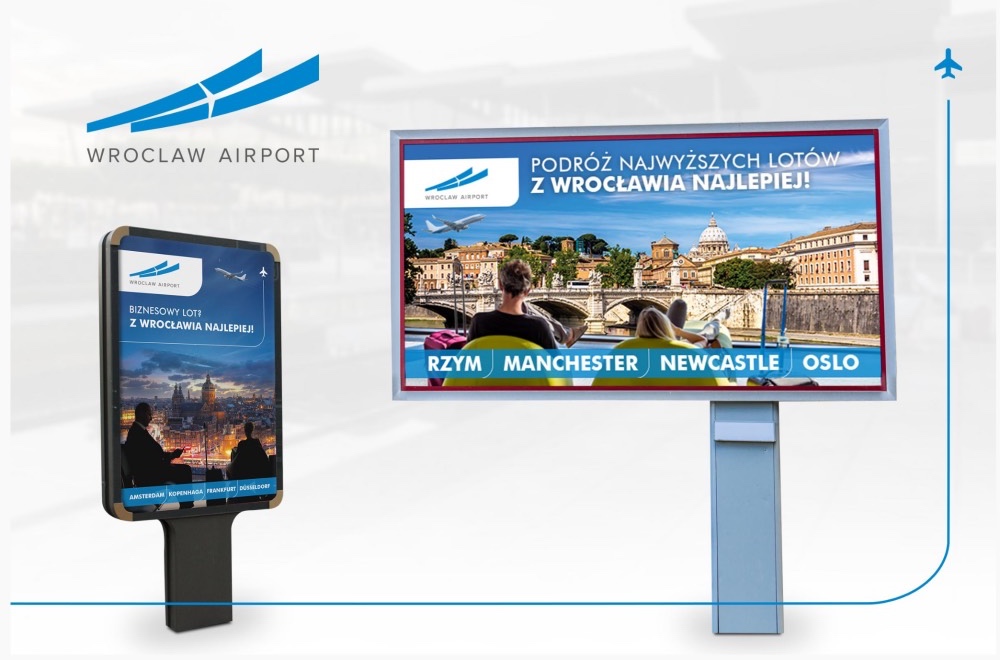 WROCLAW AIRPORT
WROCLAW AIRPORT
PODRÓŻ NAJWYŻSZYCH LOTÓW
Z WROCŁAWIA NAJLEPIEJ!
RZYM MANCHESTER NEWCASTLE OSLO
WROCLAW AIRPORT
BIZNESOWY LOT?
Z WROCŁAWIA NAJLEPIEJ!
AMSTERDAM KOPENHAGA FRANKFURT DÜSSELDORF